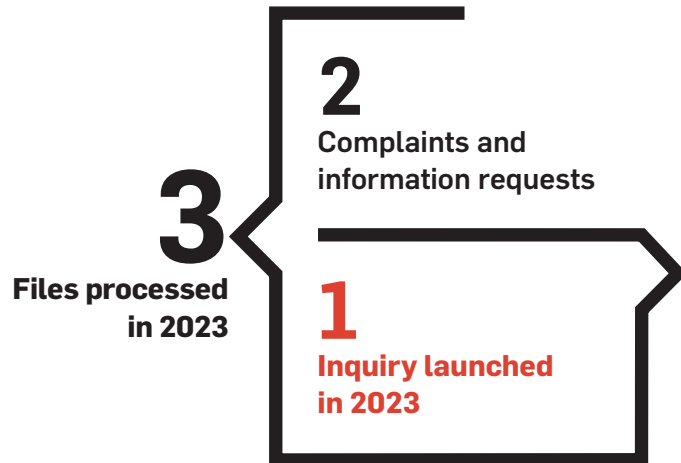 3
Files processed
in 2023
2
Complaints and
information requests
1
Inquiry launched
in 2023